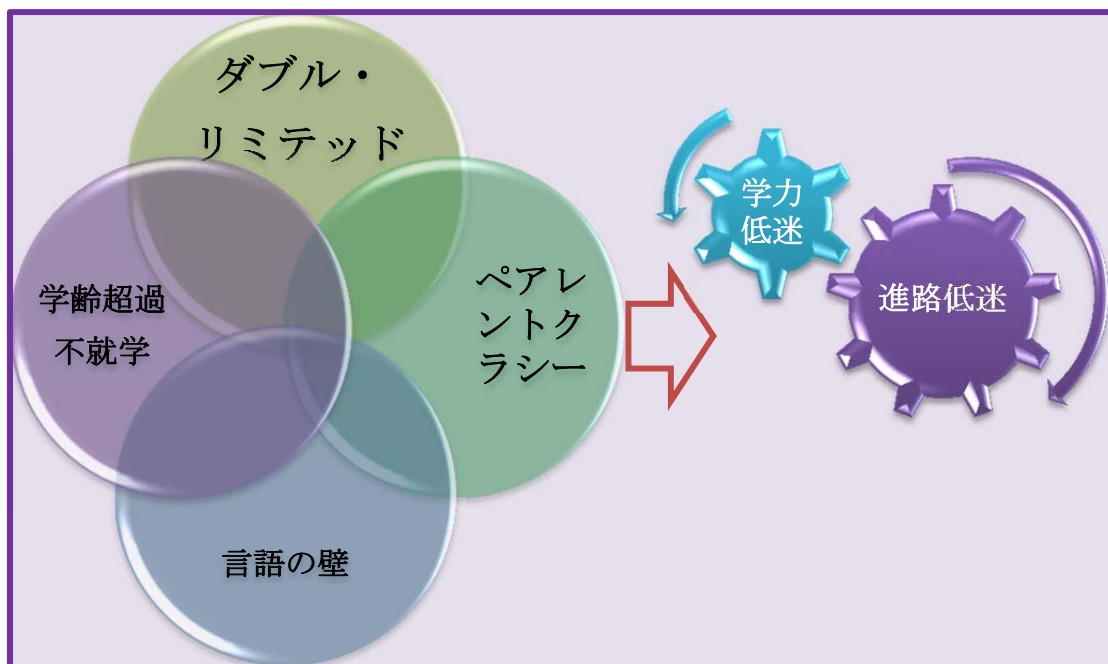 ダブル・
リミテッド
学齢超過
不就学
ペアレ
ントク
ラシー
言語の壁
学力
低迷
進路低迷